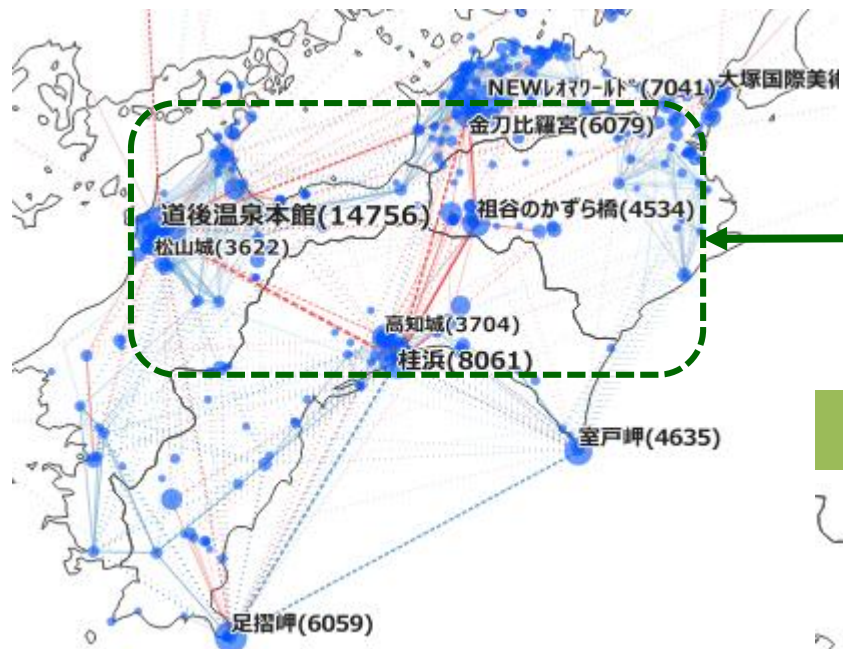 NEWﾚｵﾏﾜｰﾙﾄﾞ(7041)
大塚国際美術
金刀比羅宮(6079)
道後温泉本館(14756)
祖谷のかずら橋(4534)
松山城(3622)
高知城(3704)
桂浜(8061)
室戸岬(4635)
足摺岬(6059)